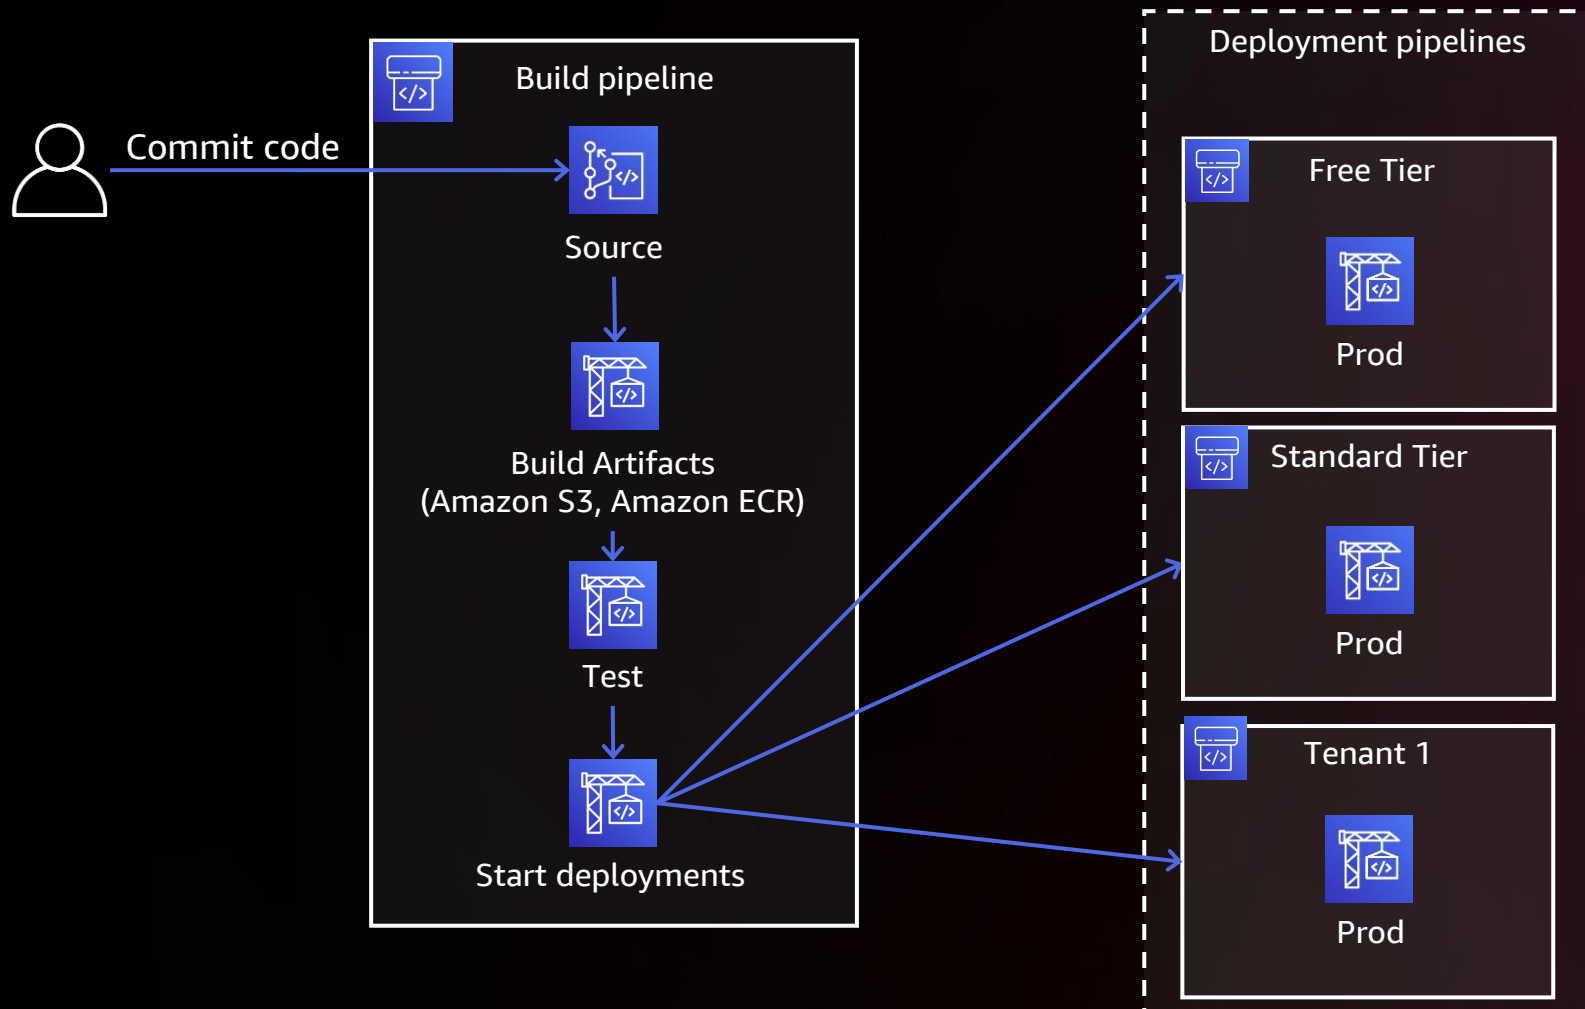 Commit code
Build pipeline
Source
Build Artifacts
(Amazon S3, Amazon ECR)
Test
Start deployments
Deployment pipelines
Free Tier
Prod
Standard Tier
Prod
Tenant 1
Prod